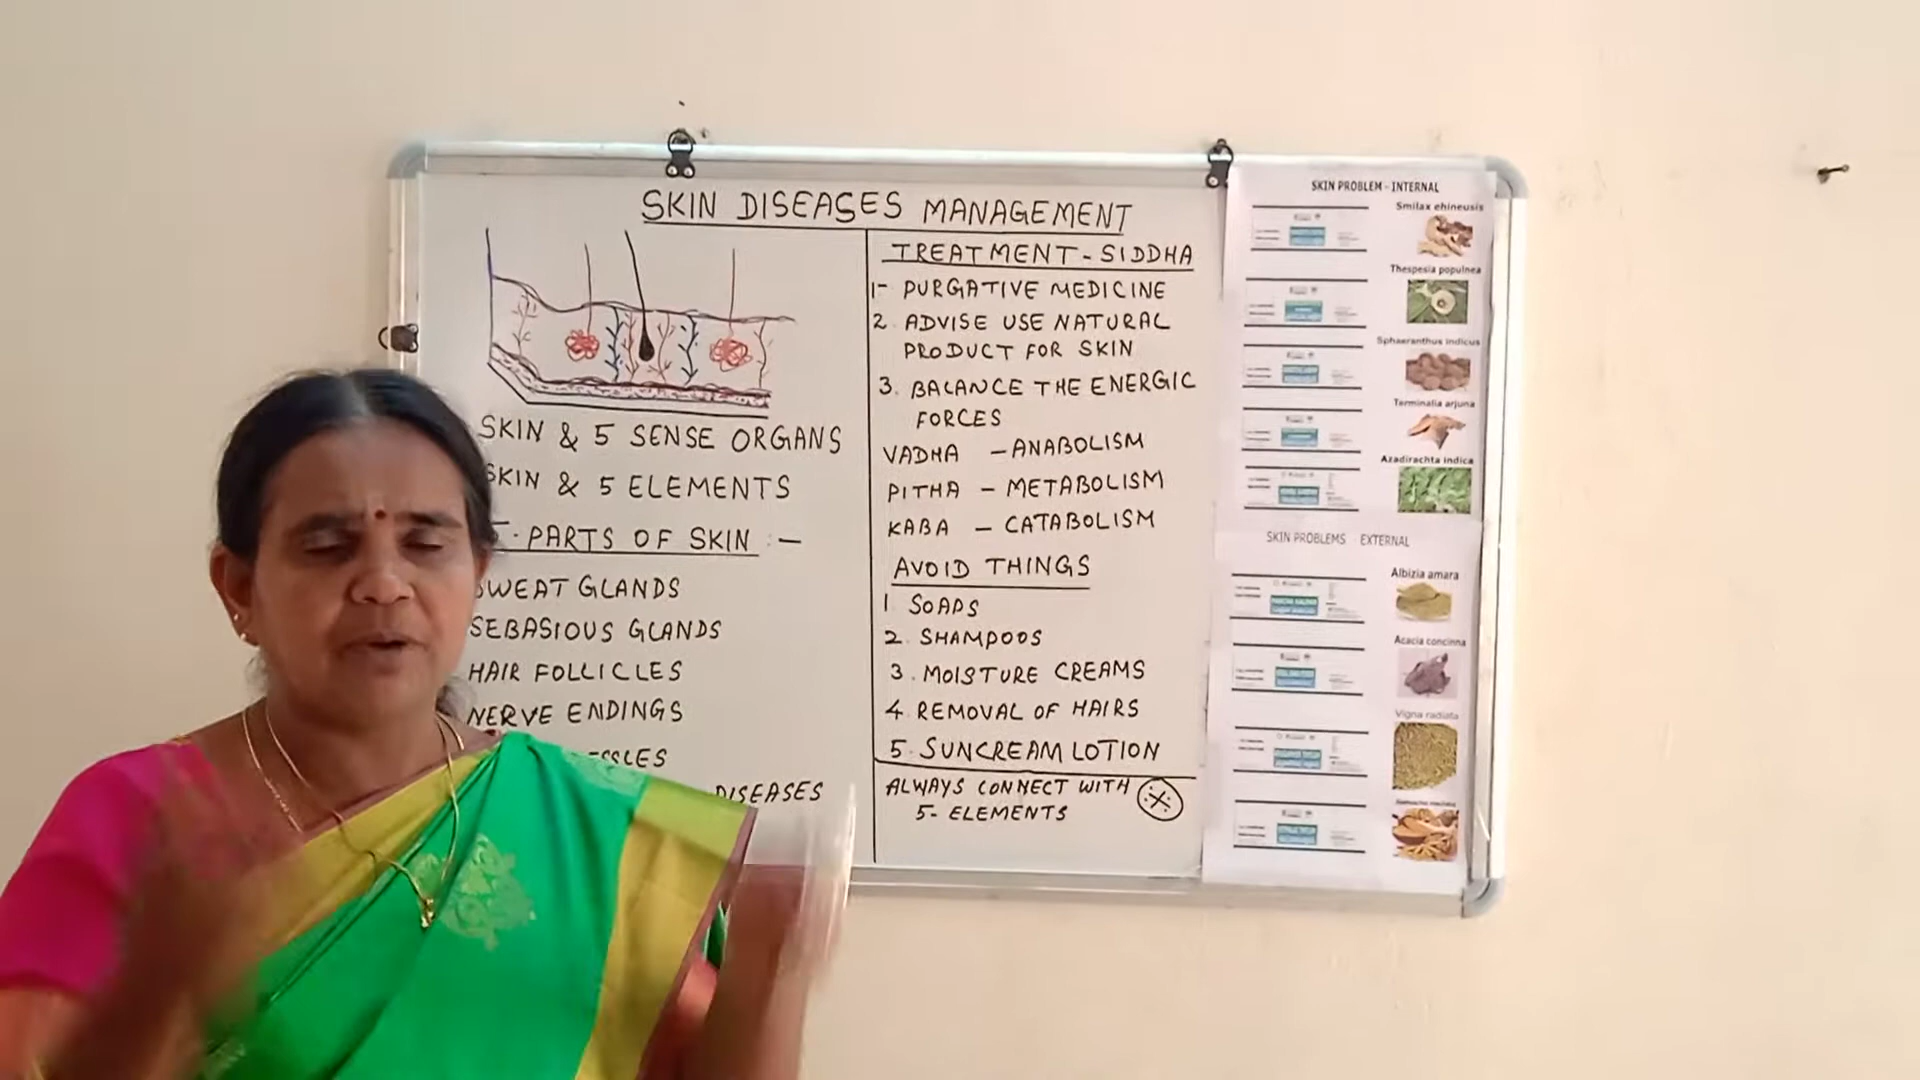 SKIN DISEASES MANAGEMENT
SKIN & 5 SENSE ORGANS
SKIN & 5 ELEMENTS
PARTS OF SKIN :-
SWEAT GLANDS
SEBASIOUS GLANDS
HAIR FOLLICLES
NERVE ENDINGS
DISEASES
TREATMENT - SIDDHA
1- PURGATIVE MEDICINE
2. ADVISE USE NATURAL
PRODUCT FOR SKIN
3. BALANCE THE ENERGIC
FORCES
VADHA - ANABOLISM
PITHA - METABOLISM
KABA - CATABOLISM
AVOID THINGS
1 SOAPS
2. SHAMPOOS
3. MOISTURE CREAMS
4. REMOVAL OF HAIRS
5. SUNCREAM LOTION
ALWAYS CONNECT WITH
5- ELEMENTS
SKIN PROBLEM - INTERNAL
Smilax ehineusis
Thespesia populnea
Sphaeranthus indicus
Terminalia arjuna
Azadirachta indica
SKIN PROBLEMS EXTERNAL
Albizia amara
Acacia concinna
Vigna radiata